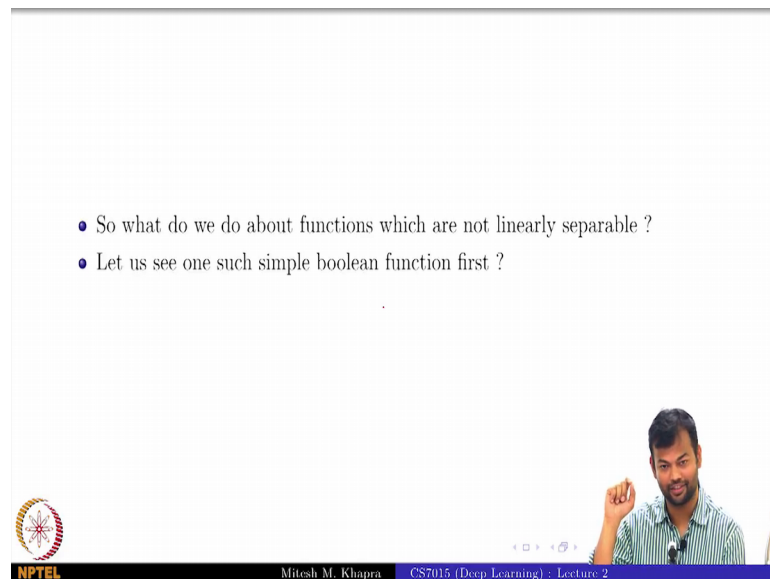 So what do we do about functions which are not linearly separable ?
Let us see one such simple boolean function first ?
NPTEL
Mitesh M. Khapra
CS7015 (Deep Learning) : Lecture 2